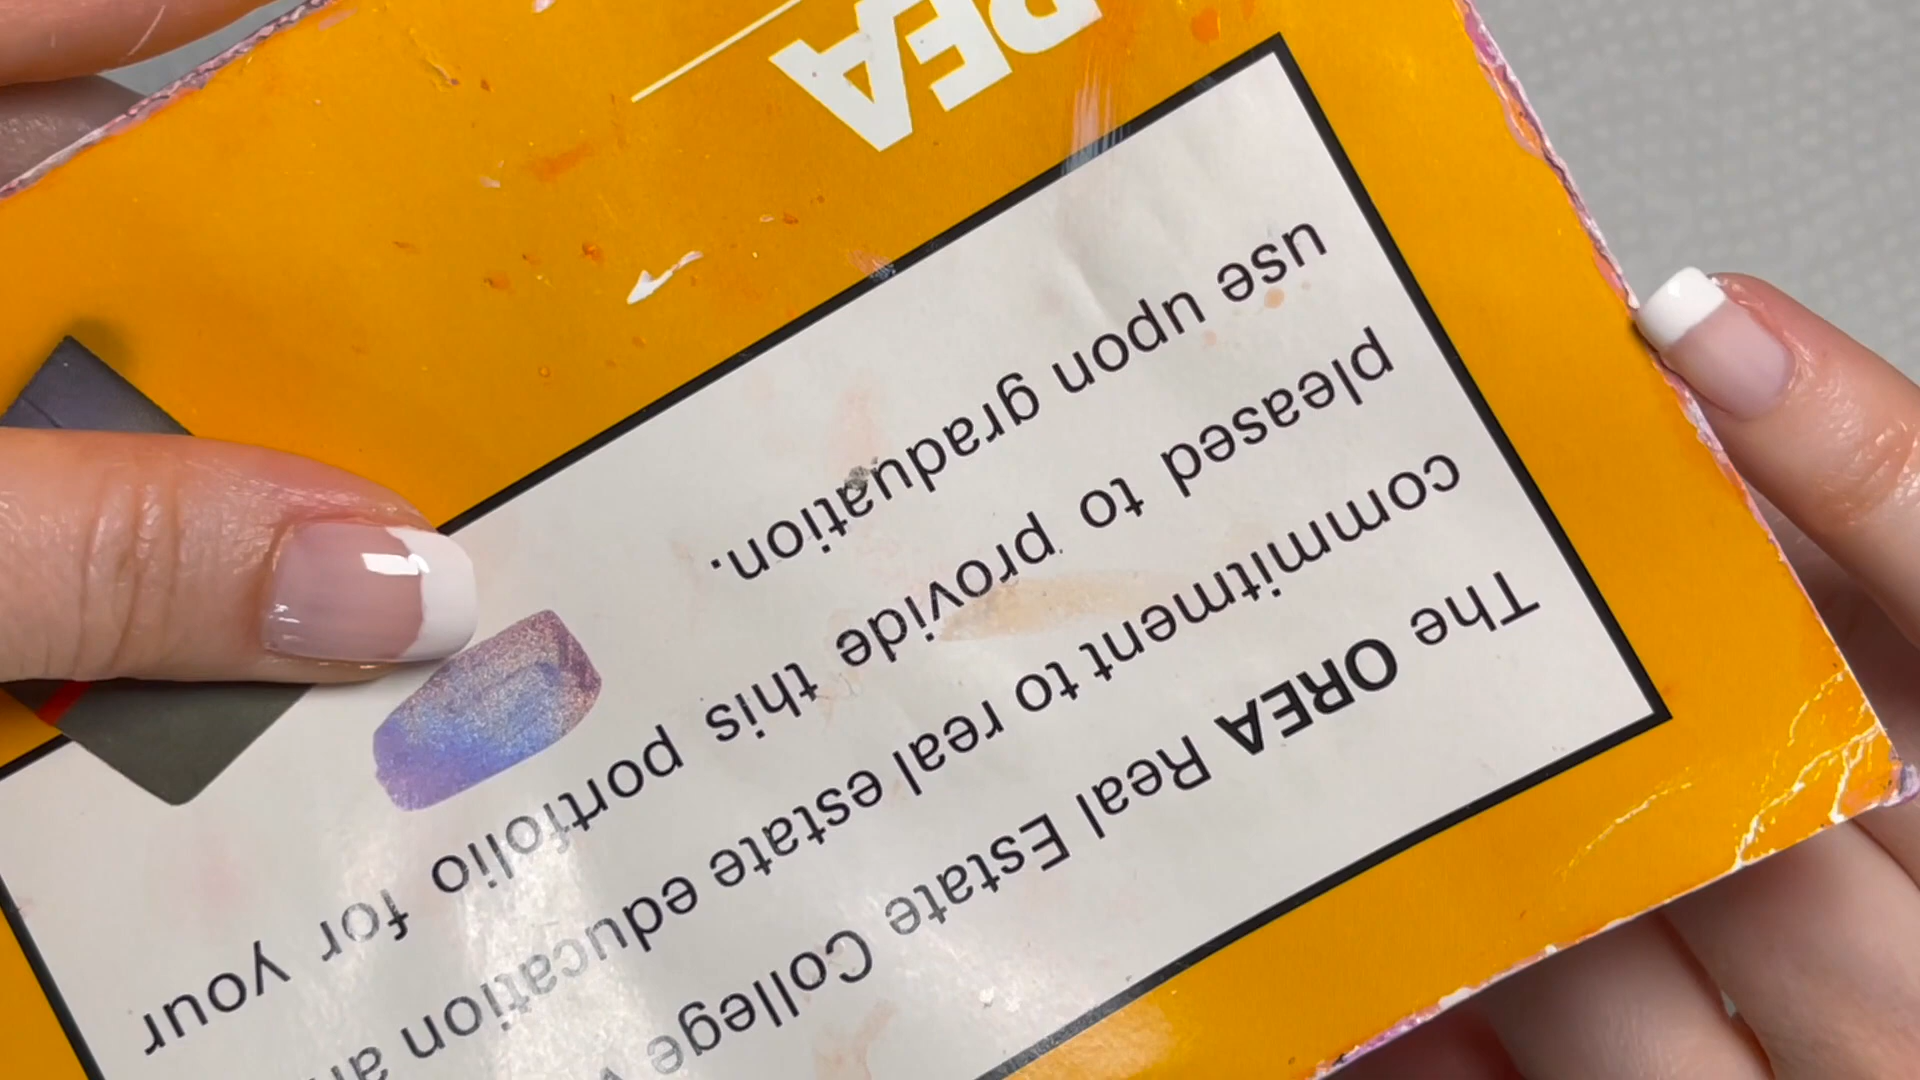 The OREA Real Estate College
commitment to real estate education
pleased to provide this portfolio for your
use upon graduation.
REA